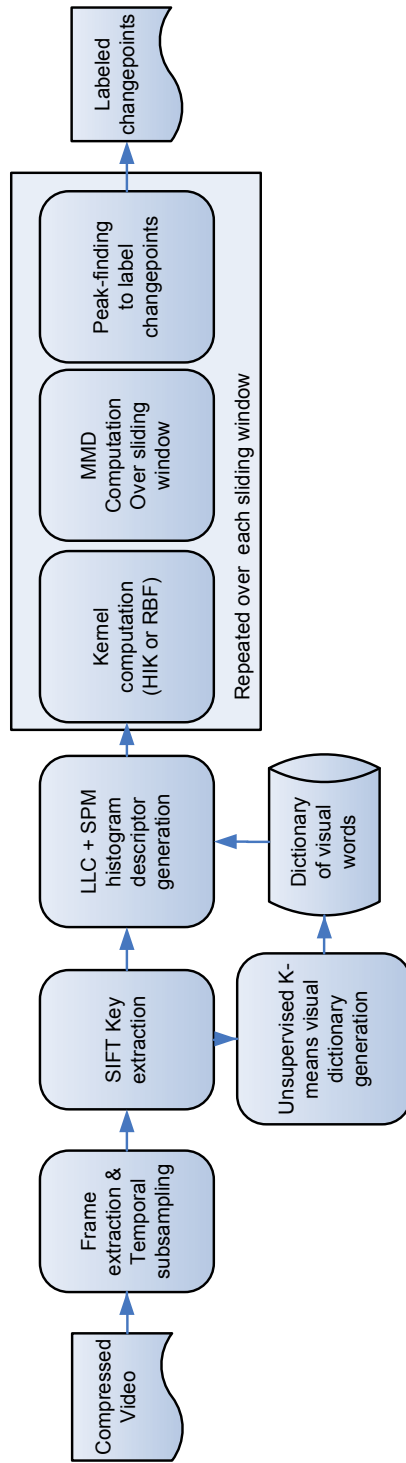 Compressed
Video
Frame
extraction &
Temporal
subsampling
SIFT Key
extraction
Unsupervised K-
means visual
dictionary
generation
Dictionary
of visual
words
LLC + SPM
histogram
descriptor
generation
Kernel
computation
(HIK or RBF)
MMD
Computation
Over sliding
window
Peak-finding
to label
changepoints
Repeated over each sliding window
Labeled
changepoints